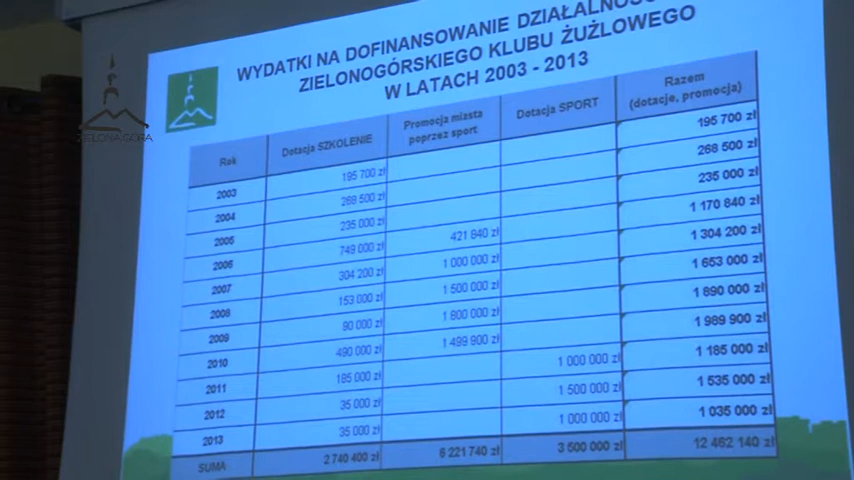 WYDATKI NA DOFINANSOWANIE DZIAŁALNOŚCI
ZIELONOGÓRSKIEGO KLUBU ŻUŻLOWEGO
W LATACH 2003 - 2013
ZIELONA GÓRA
Rok Dotacja SZKOLENIE Promocja miasta poprzez sport Dotacja SPORT Razem (dotacje, promocja)
2003 195 700 zł 195 700 zł
2004 268 500 zł 268 500 zł
2005 235 000 zł 235 000 zł
2006 749 000 zł 421 840 zł 1 170 840 zł
2007 304 200 zł 1 000 000 zł 1 304 200 zł
2008 153 000 zł 1 500 000 zł 1 653 000 zł
2009 90 000 zł 1 800 000 zł 1 890 000 zł
2010 490 000 zł 1 499 900 zł 1 989 900 zł
2011 185 000 zł 1 000 000 zł 1 185 000 zł
2012 35 000 zł 1 500 000 zł 1 535 000 zł
2013 35 000 zł 1 000 000 zł 1 035 000 zł
SUMA 2 740 400 zł 6 221 740 zł 3 500 000 zł 12 462 140 zł